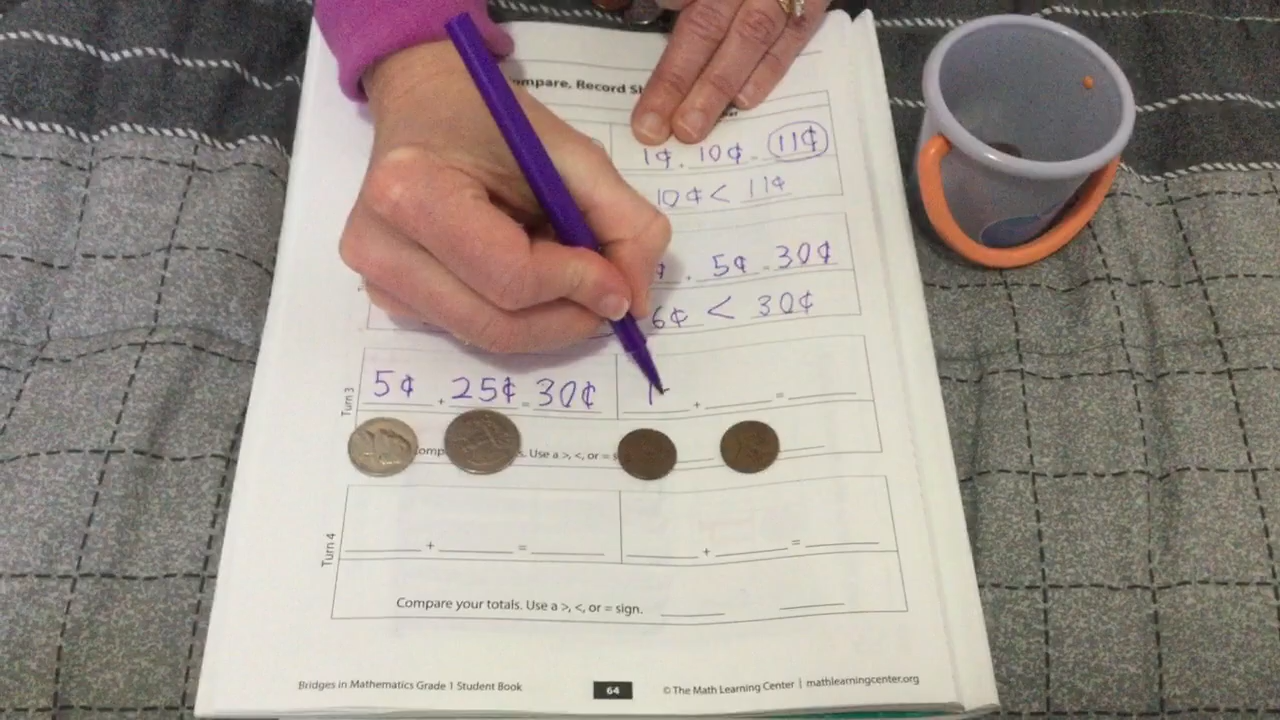 Compare, Record
1¢ + 10¢ = 11¢
10¢ < 11¢
5¢ = 30¢
6¢ < 30¢
Turn 3
5¢ + 25¢ = 30¢
1 + =
Use a >, <, or =
Turn 4
+ =
+ =
Compare your totals. Use a >, <, or = sign.
Bridges in Mathematics Grade 1 Student Book
64
© The Math Learning Center | mathlearningcenter.org